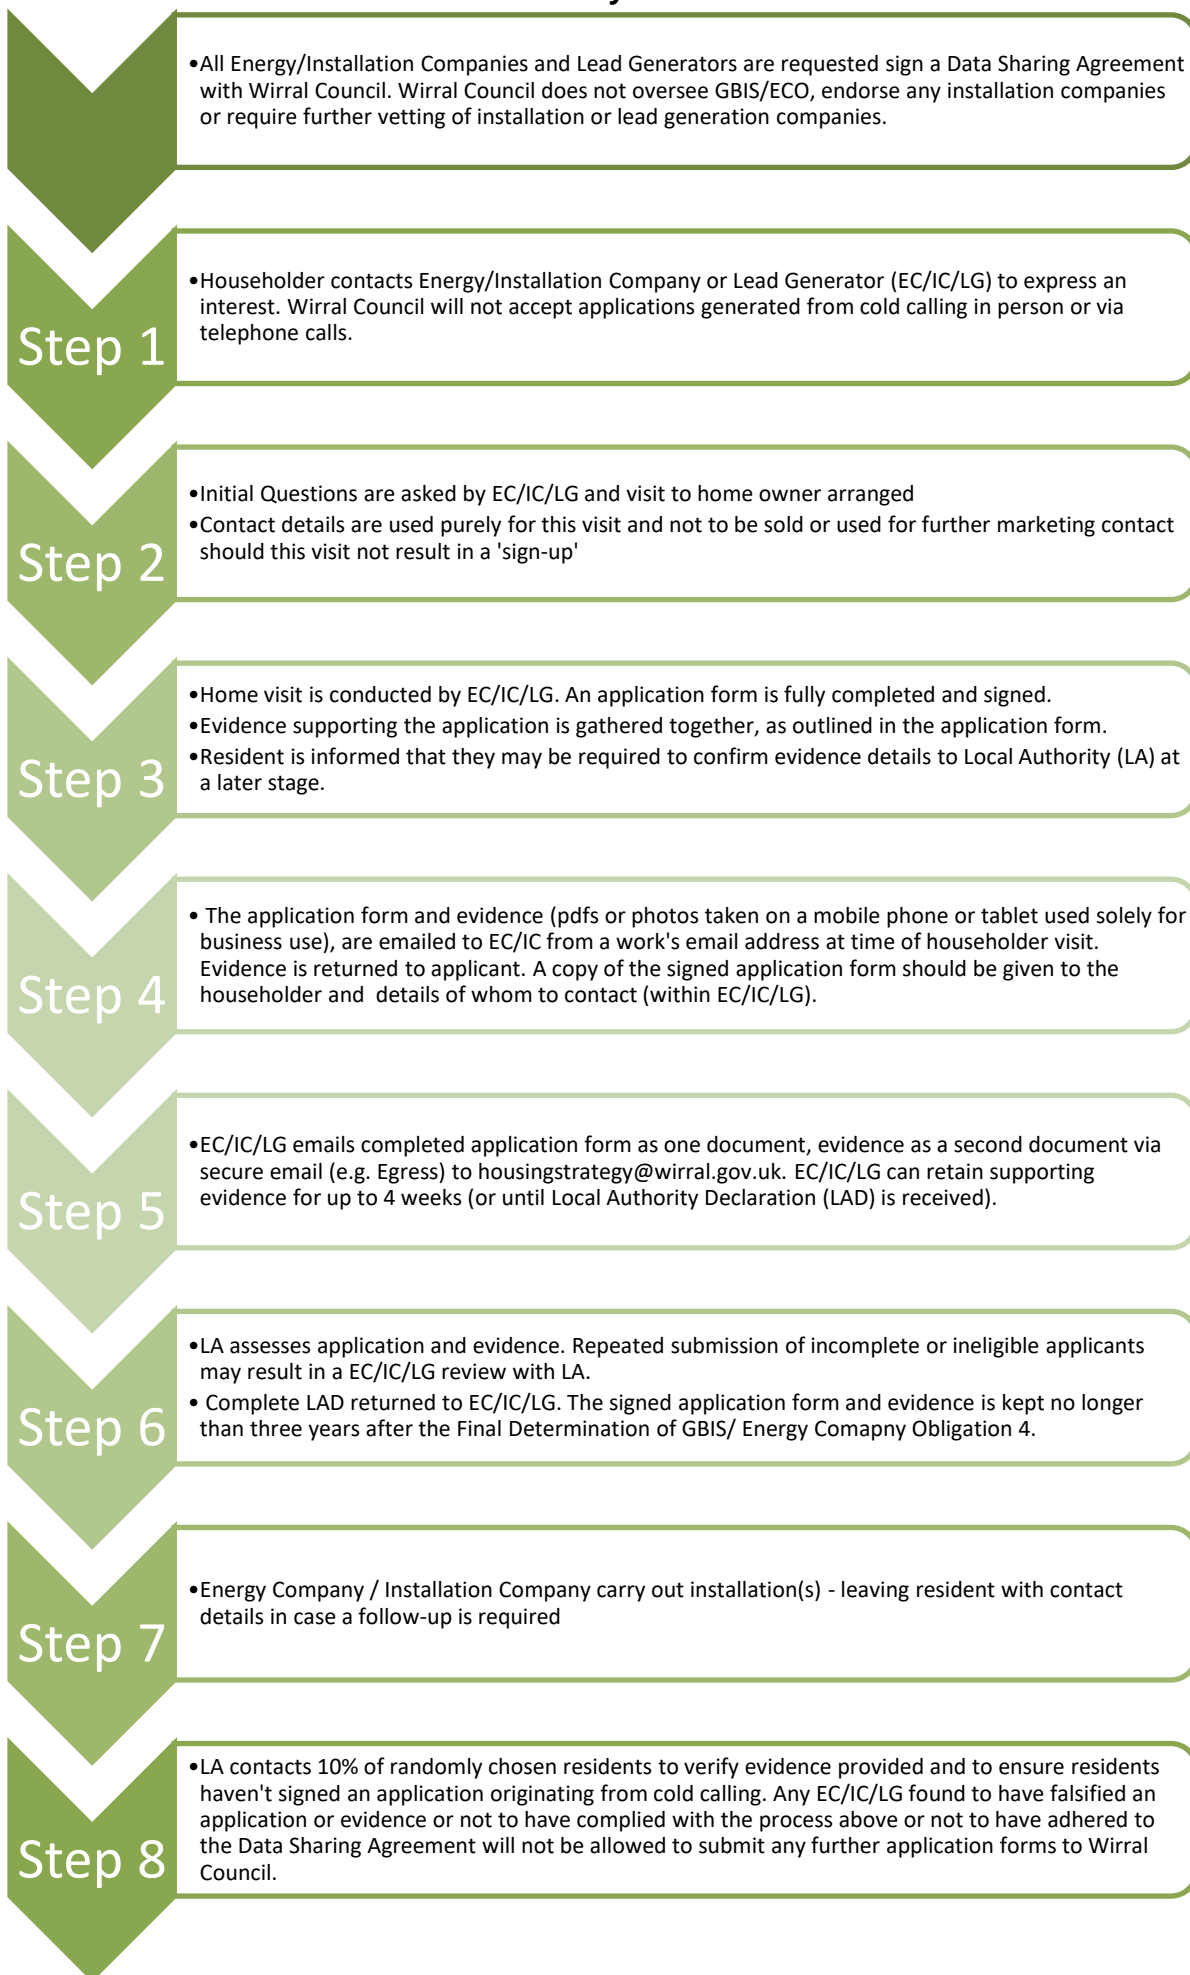 •All Energy/Installation Companies and Lead Generators are requested sign a Data Sharing Agreement
with Wirral Council. Wirral Council does not oversee GBIS/ECO, endorse any installation companies
or require further vetting of installation or lead generation companies.
Step 1
•Householder contacts Energy/Installation Company or Lead Generator (EC/IC/LG) to express an
interest. Wirral Council will not accept applications generated from cold calling in person or via
telephone calls.
Step 2
•Initial Questions are asked by EC/IC/LG and visit to home owner arranged
•Contact details are used purely for this visit and not to be sold or used for further marketing contact
should this visit not result in a 'sign-up'
Step 3
•Home visit is conducted by EC/IC/LG. An application form is fully completed and signed.
•Evidence supporting the application is gathered together, as outlined in the application form.
•Resident is informed that they may be required to confirm evidence details to Local Authority (LA) at
a later stage.
Step 4
• The application form and evidence (pdfs or photos taken on a mobile phone or tablet used solely for
business use), are emailed to EC/IC from a work's email address at time of householder visit.
Evidence is returned to applicant. A copy of the signed application form should be given to the
householder and  details of whom to contact (within EC/IC/LG).
Step 5
•EC/IC/LG emails completed application form as one document, evidence as a second document via
secure email (e.g. Egress) to housingstrategy@wirral.gov.uk. EC/IC/LG can retain supporting
evidence for up to 4 weeks (or until Local Authority Declaration (LAD) is received).
Step 6
•LA assesses application and evidence. Repeated submission of incomplete or ineligible applicants
may result in a EC/IC/LG review with LA.
• Complete LAD returned to EC/IC/LG. The signed application form and evidence is kept no longer
than three years after the Final Determination of GBIS/ Energy Comapny Obligation 4.
Step 7
•Energy Company / Installation Company carry out installation(s) - leaving resident with contact
details in case a follow-up is required
Step 8
•LA contacts 10% of randomly chosen residents to verify evidence provided and to ensure residents
haven't signed an application originating from cold calling. Any EC/IC/LG found to have falsified an
application or evidence or not to have complied with the process above or not to have adhered to
the Data Sharing Agreement will not be allowed to submit any further application forms to Wirral
Council.